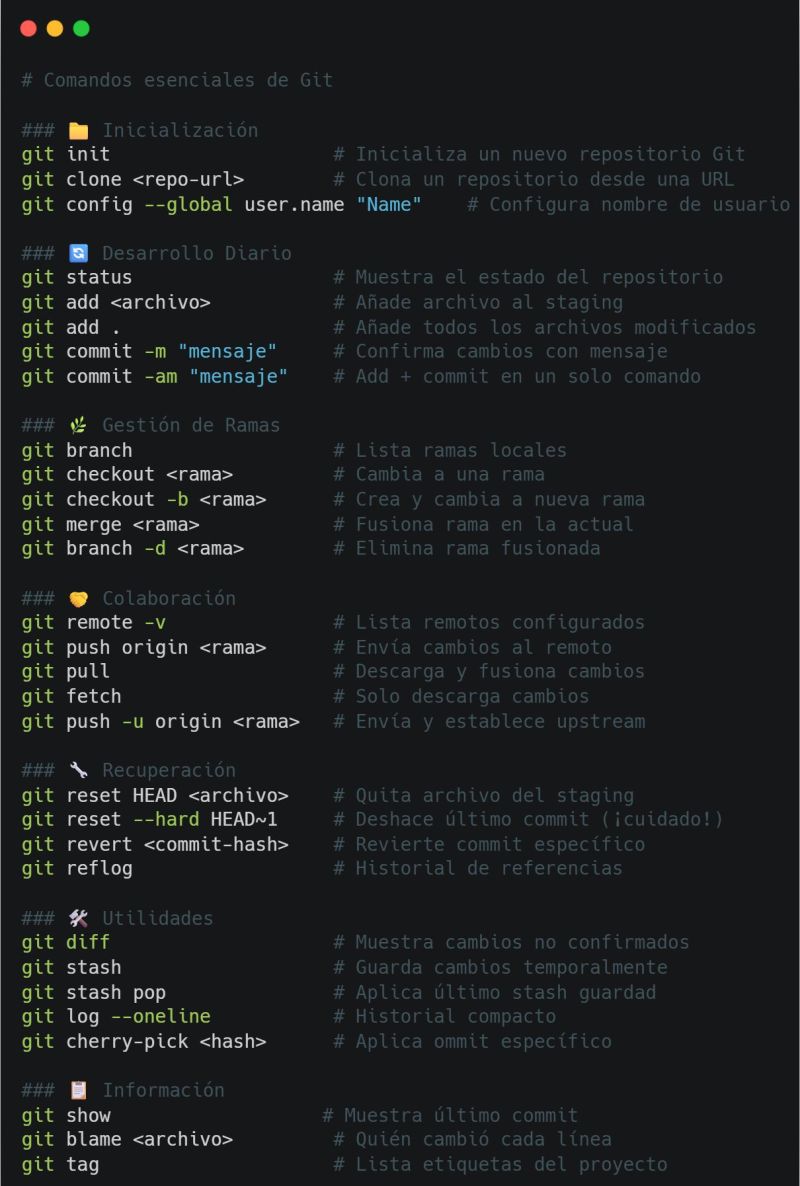 # Comandos esenciales de Git
### 📁 Inicialización
git init # Inicializa un nuevo repositorio Git
git clone <repo-url> # Clona un repositorio desde una URL
git config --global user.name "Name" # Configura nombre de usuario
### 🔄 Desarrollo Diario
git status # Muestra el estado del repositorio
git add <archivo> # Añade archivo al staging
git add . # Añade todos los archivos modificados
git commit -m "mensaje" # Confirma cambios con mensaje
git commit -am "mensaje" # Add + commit en un solo comando
### 🌿 Gestión de Ramas
git branch # Lista ramas locales
git checkout <rama> # Cambia a una rama
git checkout -b <rama> # Crea y cambia a nueva rama
git merge <rama> # Fusiona rama en la actual
git branch -d <rama> # Elimina rama fusionada
### 🤝 Colaboración
git remote -v # Lista remotos configurados
git push origin <rama> # Envía cambios al remoto
git pull # Descarga y fusiona cambios
git fetch # Solo descarga cambios
git push -u origin <rama> # Envía y establece upstream
### 🔧 Recuperación
git reset HEAD <archivo> # Quita archivo del staging
git reset --hard HEAD~1 # Deshace último commit (¡cuidado!)
git revert <commit-hash> # Revierte commit específico
git reflog # Historial de referencias
### 🛠 Utilidades
git diff # Muestra cambios no confirmados
git stash # Guarda cambios temporalmente
git stash pop # Aplica último stash guardad
git log --oneline # Historial compacto
git cherry-pick <hash> # Aplica ommit específico
### 📋 Información
git show # Muestra último commit
git blame <archivo> # Quién cambió cada línea
git tag # Lista etiquetas del proyecto